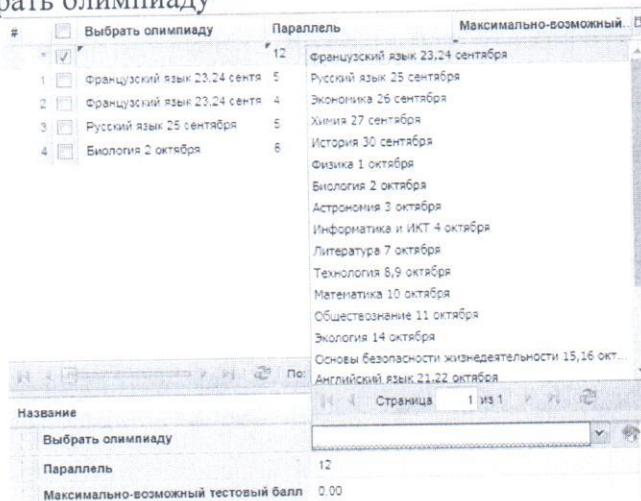 рать олимпиаду
# Выбрать олимпиаду Параллель Максимально-возможный..
* 12
1 Французский язык 23,24 сентя 5
2 Французский язык 23,24 сентя 4
3 Русский язык 25 сентября 5
4 Биология 2 октября 6
Французский язык 23,24 сентября
Русский язык 25 сентября
Экономика 26 сентября
Химия 27 сентября
История 30 сентября
Физика 1 октября
Биология 2 октября
Астрономия 3 октября
Информатика и ИКТ 4 октября
Литература 7 октября
Технология 8,9 октября
Математика 10 октября
Обществознание 11 октября
Экология 14 октября
Основы безопасности жизнедеятельности 15,16 окт...
Английский язык 21,22 октября
По:
Страница 1 из 1
Название
Выбрать олимпиаду
Параллель 12
Максимально-возможный тестовый балл 0.00